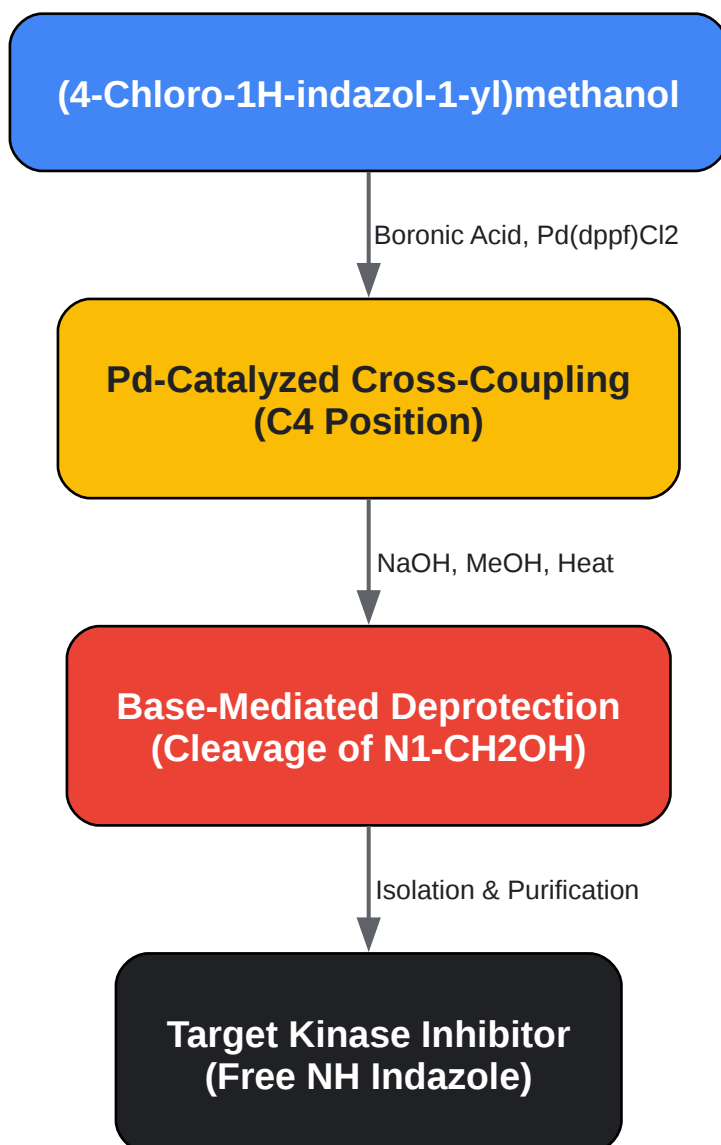 (4-Chloro-1H-indazol-1-yl)methanol
Boronic Acid, Pd(dppf)Cl2
Pd-Catalyzed Cross-Coupling
(C4 Position)
NaOH, MeOH, Heat
Base-Mediated Deprotection
(Cleavage of N1-CH2OH)
Isolation & Purification
Target Kinase Inhibitor
(Free NH Indazole)